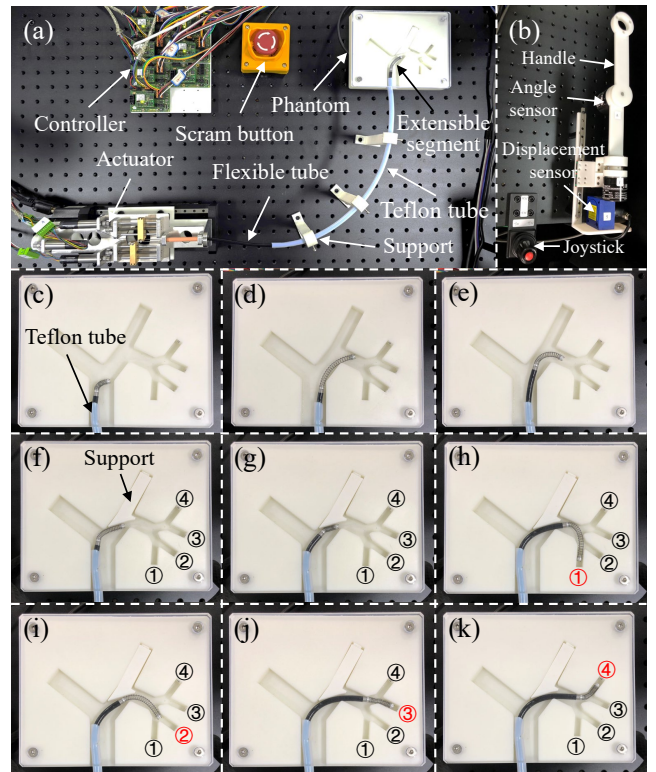 (a)
Controller
Scram button
Phantom
Extensible
segment
Actuator
Flexible tube
Teflon tube
Support
(b)
Handle
Angle
sensor
Displacement
sensor
Joystick
(c)
Teflon tube
(d)
(e)
(f)
Support
④
③
②
①
(g)
④
③
②
①
(h)
④
③
②
①
(i)
④
③
②
①
(j)
④
③
②
①
(k)
④
③
②
①